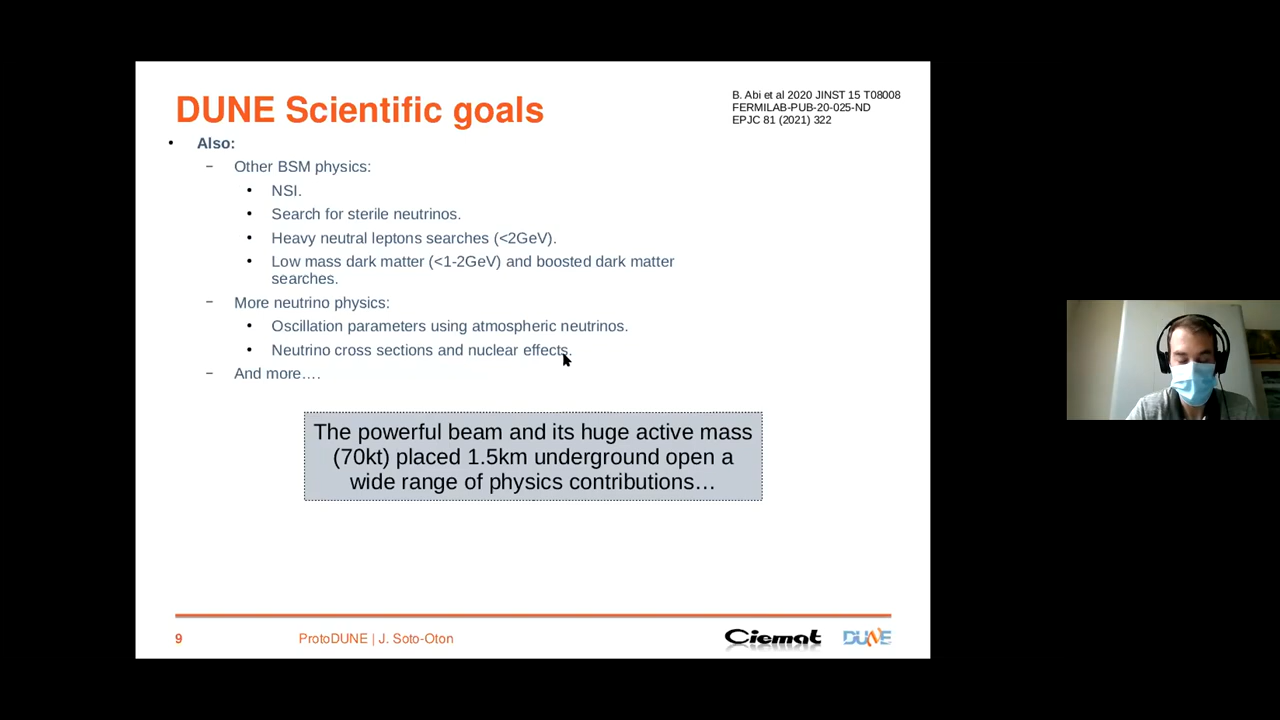 DUNE Scientific goals
B. Abi et al 2020 JINST 15 T08008
FERMILAB-PUB-20-025-ND
EPJC 81 (2021) 322
• Also:
– Other BSM physics:
• NSI.
• Search for sterile neutrinos.
• Heavy neutral leptons searches (<2GeV).
• Low mass dark matter (<1-2GeV) and boosted dark matter
searches.
– More neutrino physics:
• Oscillation parameters using atmospheric neutrinos.
• Neutrino cross sections and nuclear effects.
– And more….
The powerful beam and its huge active mass
(70kt) placed 1.5km underground open a
wide range of physics contributions…
9
ProtoDUNE | J. Soto-Oton
Ciemat
DUNE